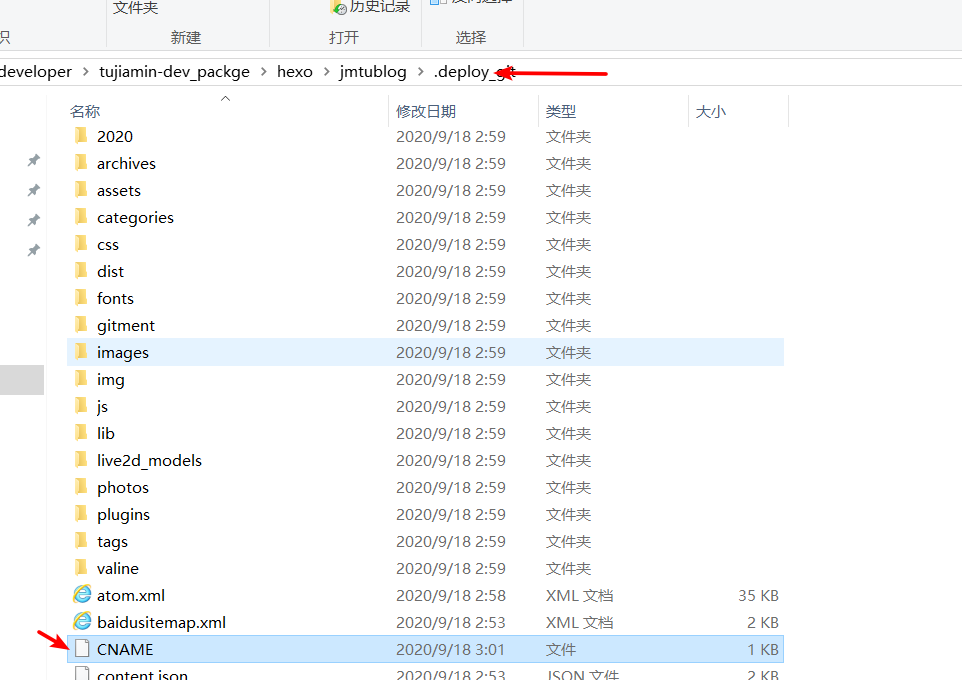 文件夹
历史记录
反向选择
识
新建
打开
选择
developer > tujiamin-dev_packge > hexo > jmtublog > .deploy_git
名称 修改日期 类型 大小
2020 2020/9/18 2:59 文件夹
archives 2020/9/18 2:59 文件夹
assets 2020/9/18 2:59 文件夹
categories 2020/9/18 2:59 文件夹
css 2020/9/18 2:59 文件夹
dist 2020/9/18 2:59 文件夹
fonts 2020/9/18 2:59 文件夹
gitment 2020/9/18 2:59 文件夹
images 2020/9/18 2:59 文件夹
img 2020/9/18 2:59 文件夹
js 2020/9/18 2:59 文件夹
lib 2020/9/18 2:59 文件夹
live2d_models 2020/9/18 2:59 文件夹
photos 2020/9/18 2:59 文件夹
plugins 2020/9/18 2:59 文件夹
tags 2020/9/18 2:59 文件夹
valine 2020/9/18 2:59 文件夹
atom.xml 2020/9/18 2:58 XML 文档 35 KB
baidusitemap.xml 2020/9/18 2:53 XML 文档 2 KB
CNAME 2020/9/18 3:01 文件 1 KB
content.json 2020/9/18 2:53 JSON 文件 2 KB